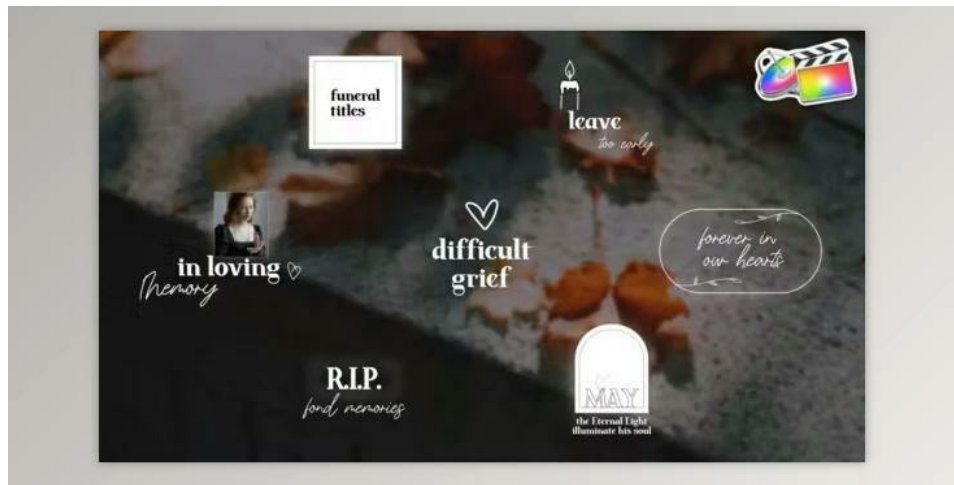 funeral
titles
leave
too early
in loving
Memory
difficult
grief
forever in
our hearts
R.I.P.
fond memories
MAY
the Eternal Light
illuminate his soul